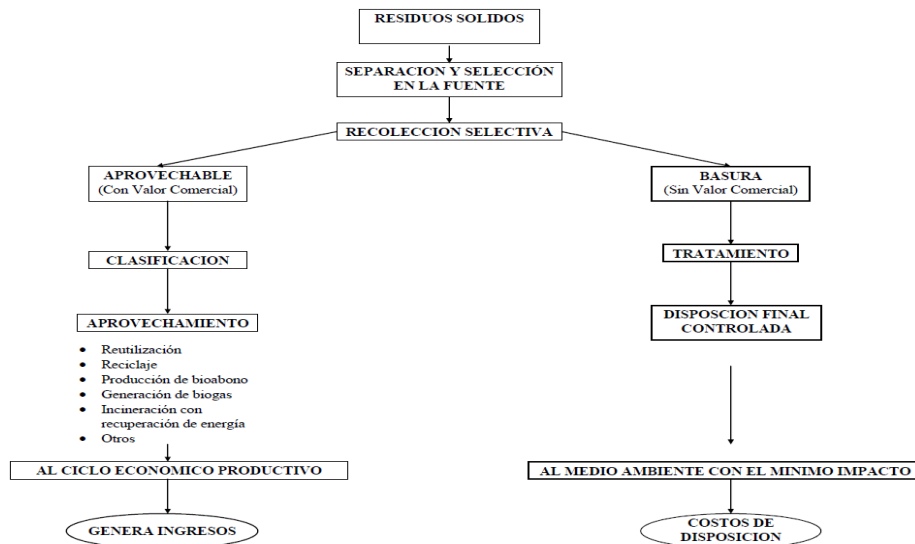 RESIDUOS SOLIDOS
SEPARACION Y SELECCIÓN
EN LA FUENTE
RECOLECCION SELECTIVA
APROVECHABLE
(Con Valor Comercial)
CLASIFICACION
APROVECHAMIENTO
• Reutilización
• Reciclaje
• Producción de bioabono
• Generación de biogas
• Incineración con
recuperación de energía
• Otros
AL CICLO ECONOMICO PRODUCTIVO
GENERA INGRESOS
BASURA
(Sin Valor Comercial)
TRATAMIENTO
DISPOSCION FINAL
CONTROLADA
AL MEDIO AMBIENTE CON EL MINIMO IMPACTO
COSTOS DE
DISPOSICION